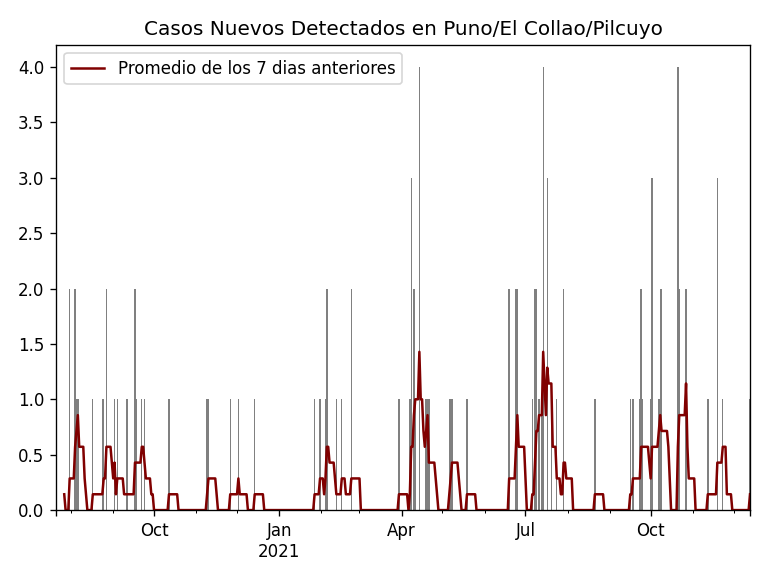 Casos Nuevos Detectados en Puno/El Collao/Pilcuyo
Promedio de los 7 dias anteriores
4.0
3.5
3.0
2.5
2.0
1.5
1.0
0.5
0.0
Oct
Jan
2021
Apr
Jul
Oct